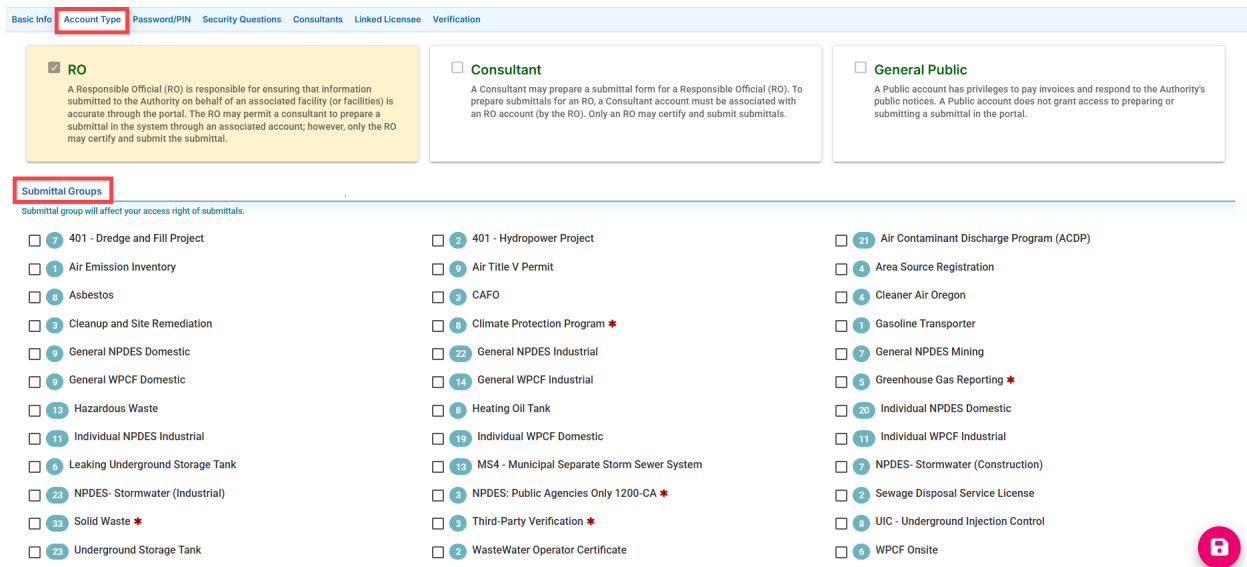 Basic Info Account Type Password/PIN Security Questions Consultants Linked Licensee Verification
RO
A Responsible Official (RO) is responsible for ensuring that information
submitted to the Authority on behalf of an associated facility (or facilities) is
accurate through the portal. The RO may permit a consultant to prepare a
submittal in the system through an associated account; however, only the RO
may certify and submit the submittal.
Consultant
A Consultant may prepare a submittal form for a Responsible Official (RO). To
prepare submittals for an RO, a Consultant account must be associated with
an RO account (by the RO). Only an RO may certify and submit submittals.
General Public
A Public account has privileges to pay invoices and respond to the Authority's
public notices. A Public account does not grant access to preparing or
submitting a submittal in the portal.
Submittal Groups
Submittal group will affect your access right of submittals.
7 401 - Dredge and Fill Project
2 401 - Hydropower Project
21 Air Contaminant Discharge Program (ACDP)
1 Air Emission Inventory
9 Air Title V Permit
4 Area Source Registration
8 Asbestos
3 CAFO
4 Cleaner Air Oregon
3 Cleanup and Site Remediation
8 Climate Protection Program *
1 Gasoline Transporter
9 General NPDES Domestic
22 General NPDES Industrial
7 General NPDES Mining
9 General WPCF Domestic
14 General WPCF Industrial
5 Greenhouse Gas Reporting *
13 Hazardous Waste
8 Heating Oil Tank
20 Individual NPDES Domestic
11 Individual NPDES Industrial
19 Individual WPCF Domestic
11 Individual WPCF Industrial
6 Leaking Underground Storage Tank
13 MS4 - Municipal Separate Storm Sewer System
7 NPDES- Stormwater (Construction)
23 NPDES- Stormwater (Industrial)
3 NPDES: Public Agencies Only 1200-CA *
2 Sewage Disposal Service License
33 Solid Waste *
3 Third-Party Verification *
8 UIC - Underground Injection Control
23 Underground Storage Tank
2 WasteWater Operator Certificate
6 WPCF Onsite